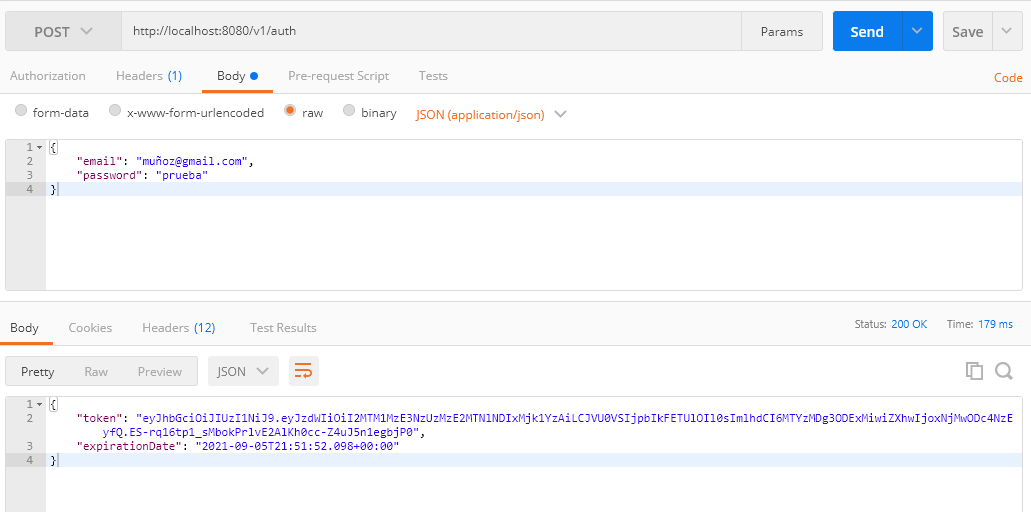 POST http://localhost:8080/v1/auth Params Send Save
Authorization Headers (1) Body Pre-request Script Tests Code
form-data x-www-form-urlencoded raw binary JSON (application/json)
1 {
2 "email": "muñoz@gmail.com",
3 "password": "prueba"
4 }
Body Cookies Headers (12) Test Results Status: 200 OK Time: 179 ms
Pretty Raw Preview JSON
1 {
2 "token": "eyJhbGciOiJIUzI1NiJ9.eyJzdWIiOiI2MTM1MzE3NzUzMzE2MTNlNDIxMjk1YzAiLCJVU0VSIjpbIkFETUlOIl0sImlhdCI6MTYzMDg3ODExMiwiZXhwIjoxNjMwODc4NzE
yfQ.ES-rq16tp1_sMbokPrlvE2AlKh0cc-Z4uJ5n1egbjP0",
3 "expirationDate": "2021-09-05T21:51:52.098+00:00"
4 }